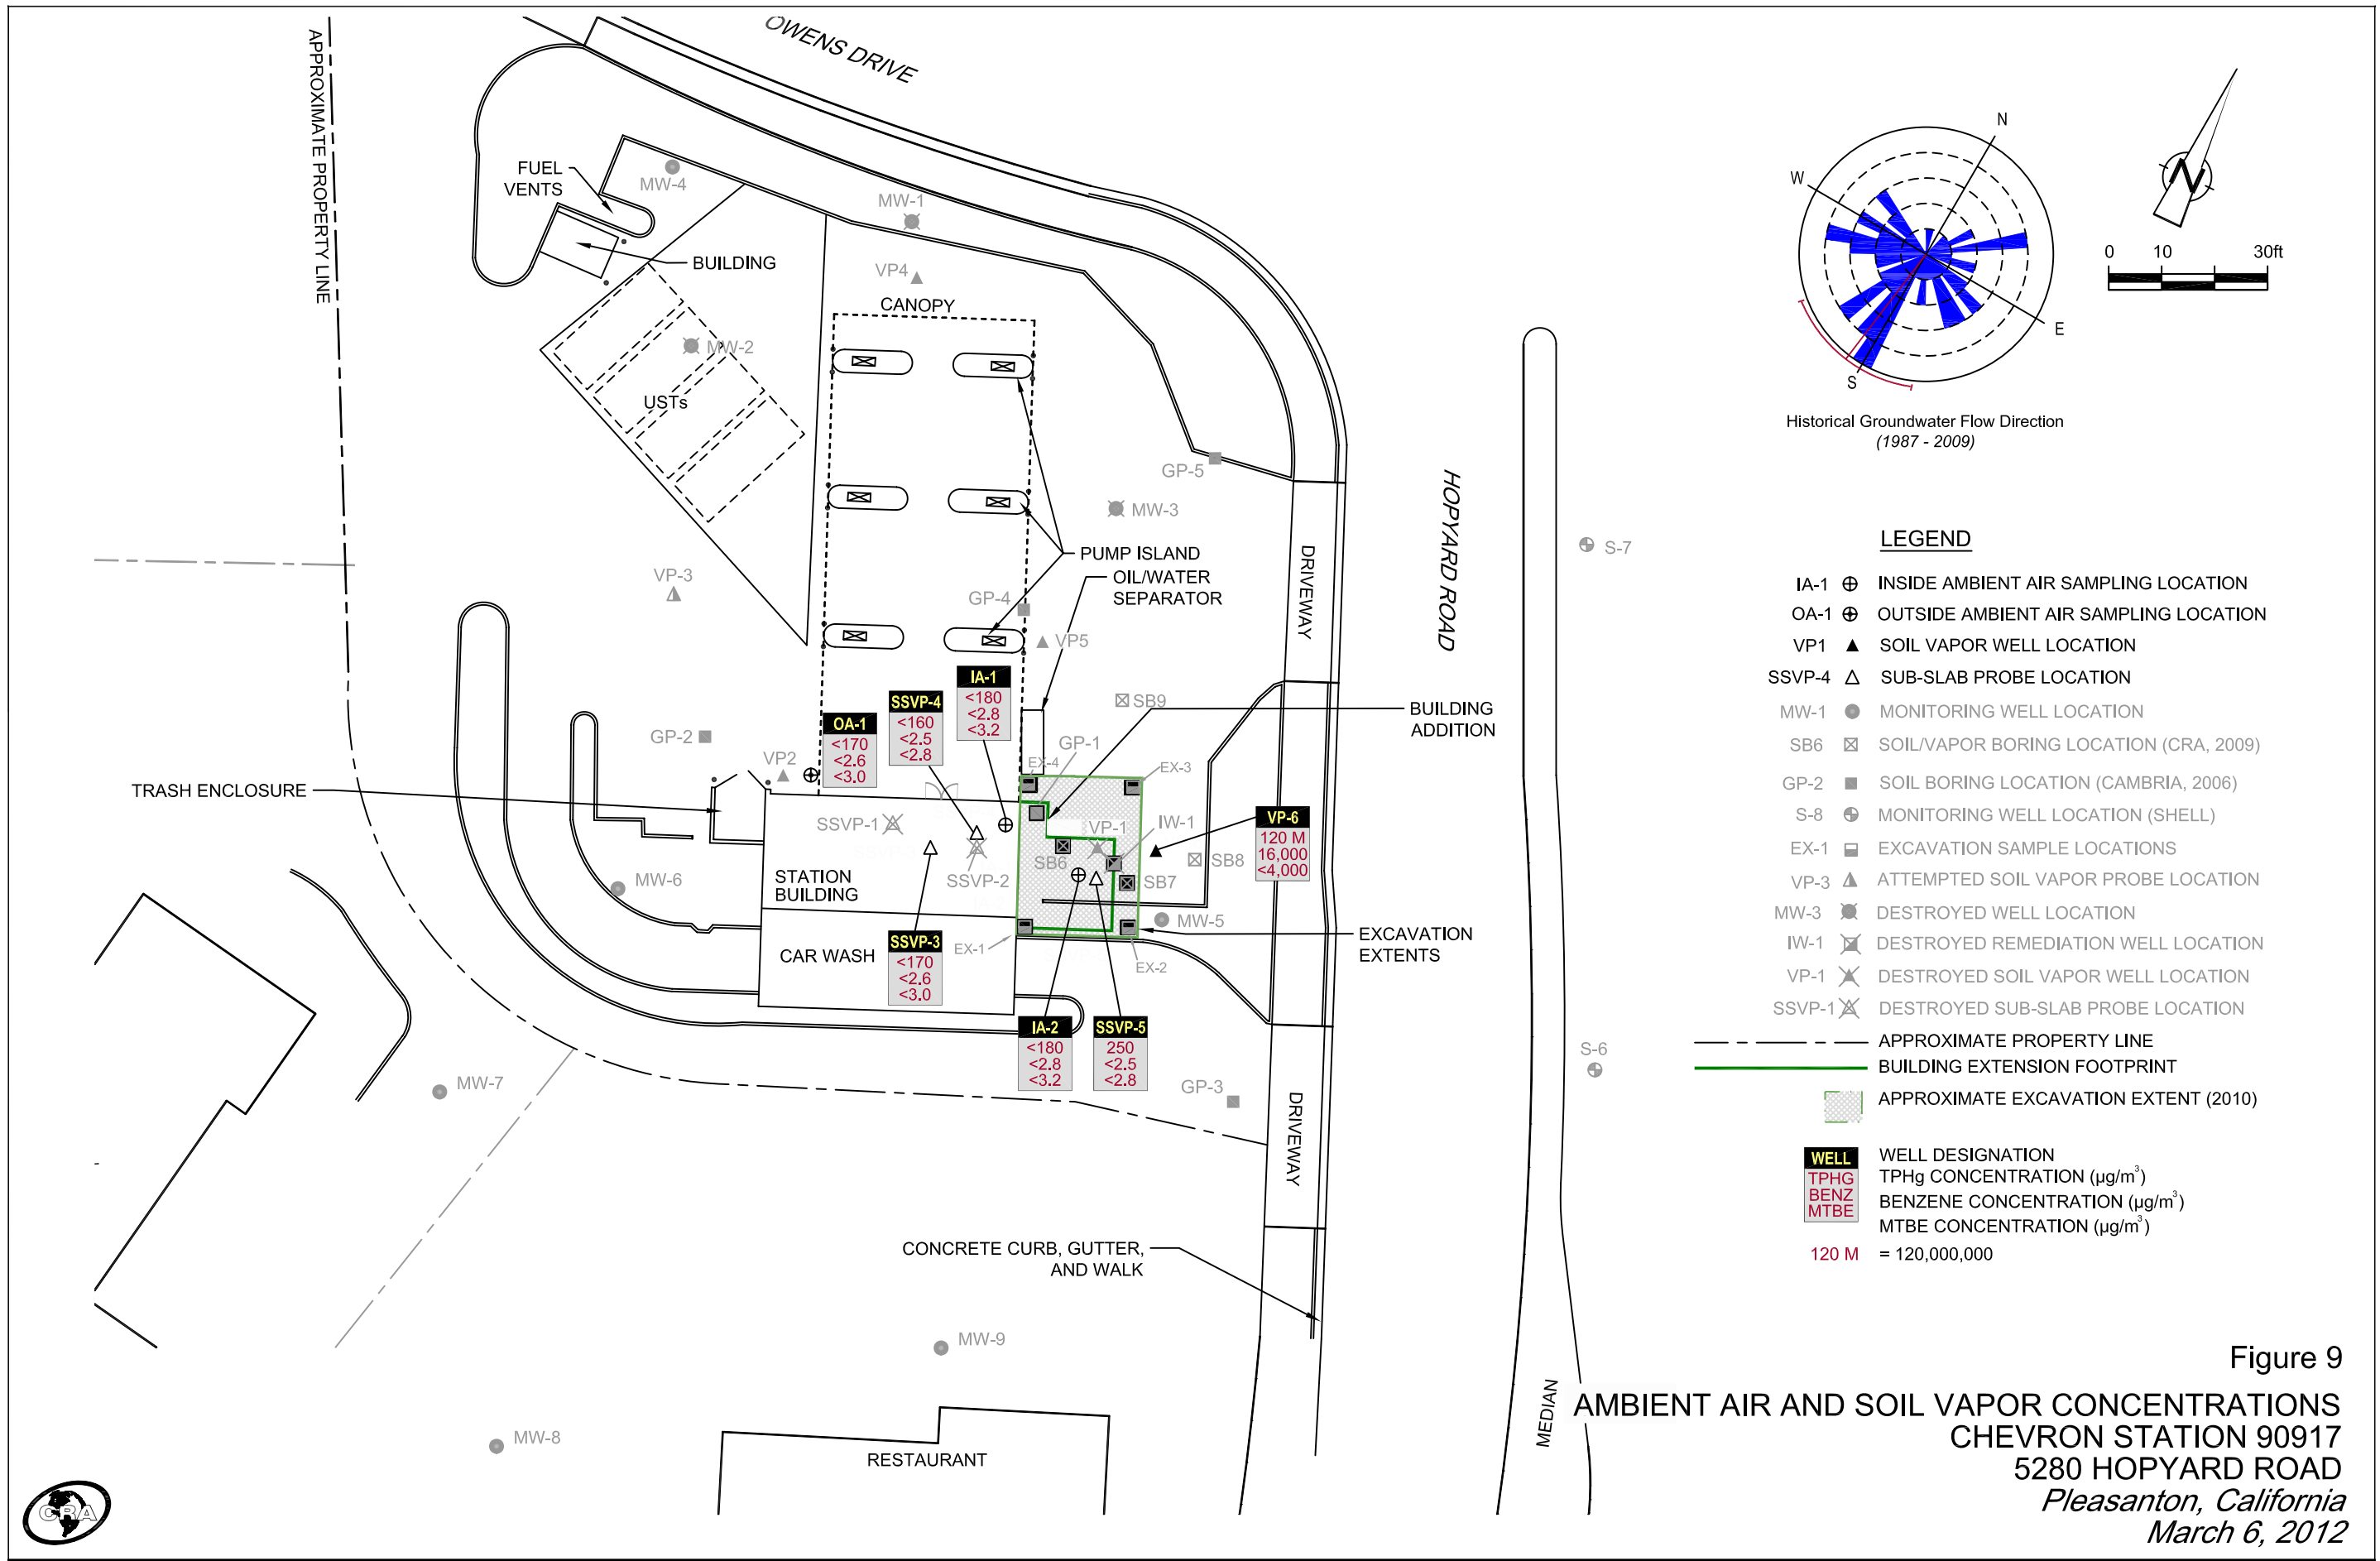 OWENS DRIVE
APPROXIMATE PROPERTY LINE
FUEL
VENTS
MW-4
MW-1
BUILDING
VP4
CANOPY
MW-2
USTs
GP-5
MW-3
HOPYARD ROAD
PUMP ISLAND
OIL/WATER
SEPARATOR
DRIVEWAY
VP-3
GP-4
VP5
S-7
IA-1
<180
<2.8
<3.2
SSVP-4
<160
<2.5
<2.8
OA-1
<170
<2.6
<3.0
SB9
BUILDING
ADDITION
GP-2
GP-1
VP2
EX-4
EX-3
TRASH ENCLOSURE
SSVP-1
VP-1
IW-1
VP-6
120 M
16,000
<4,000
SB6
SB8
SSVP-2
SB7
STATION
BUILDING
MW-6
MW-5
CAR WASH
SSVP-3
<170
<2.6
<3.0
EX-1
EX-2
EXCAVATION
EXTENTS
IA-2
<180
<2.8
<3.2
SSVP-5
250
<2.5
<2.8
S-6
MW-7
GP-3
DRIVEWAY
CONCRETE CURB, GUTTER,
AND WALK
MW-9
MW-8
RESTAURANT
MEDIAN
CRA
N
W
E
S
Historical Groundwater Flow Direction
(1987 - 2009)
N
0 10 30ft
LEGEND
IA-1 INSIDE AMBIENT AIR SAMPLING LOCATION
OA-1 OUTSIDE AMBIENT AIR SAMPLING LOCATION
VP1 SOIL VAPOR WELL LOCATION
SSVP-4 SUB-SLAB PROBE LOCATION
MW-1 MONITORING WELL LOCATION
SB6 SOIL/VAPOR BORING LOCATION (CRA, 2009)
GP-2 SOIL BORING LOCATION (CAMBRIA, 2006)
S-8 MONITORING WELL LOCATION (SHELL)
EX-1 EXCAVATION SAMPLE LOCATIONS
VP-3 ATTEMPTED SOIL VAPOR PROBE LOCATION
MW-3 DESTROYED WELL LOCATION
IW-1 DESTROYED REMEDIATION WELL LOCATION
VP-1 DESTROYED SOIL VAPOR WELL LOCATION
SSVP-1 DESTROYED SUB-SLAB PROBE LOCATION
APPROXIMATE PROPERTY LINE
BUILDING EXTENSION FOOTPRINT
APPROXIMATE EXCAVATION EXTENT (2010)
WELL WELL DESIGNATION
TPHG TPHg CONCENTRATION (µg/m³)
BENZ BENZENE CONCENTRATION (µg/m³)
MTBE MTBE CONCENTRATION (µg/m³)
120 M = 120,000,000
Figure 9
AMBIENT AIR AND SOIL VAPOR CONCENTRATIONS
CHEVRON STATION 90917
5280 HOPYARD ROAD
Pleasanton, California
March 6, 2012